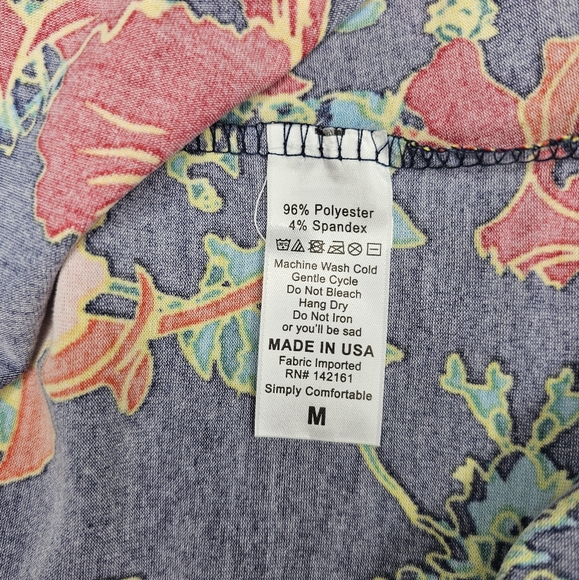 96% Polyester
4% Spandex
Machine Wash Cold
Gentle Cycle
Do Not Bleach
Hang Dry
Do Not Iron
or you'll be sad
MADE IN USA
Fabric Imported
RN# 142161
Simply Comfortable
M